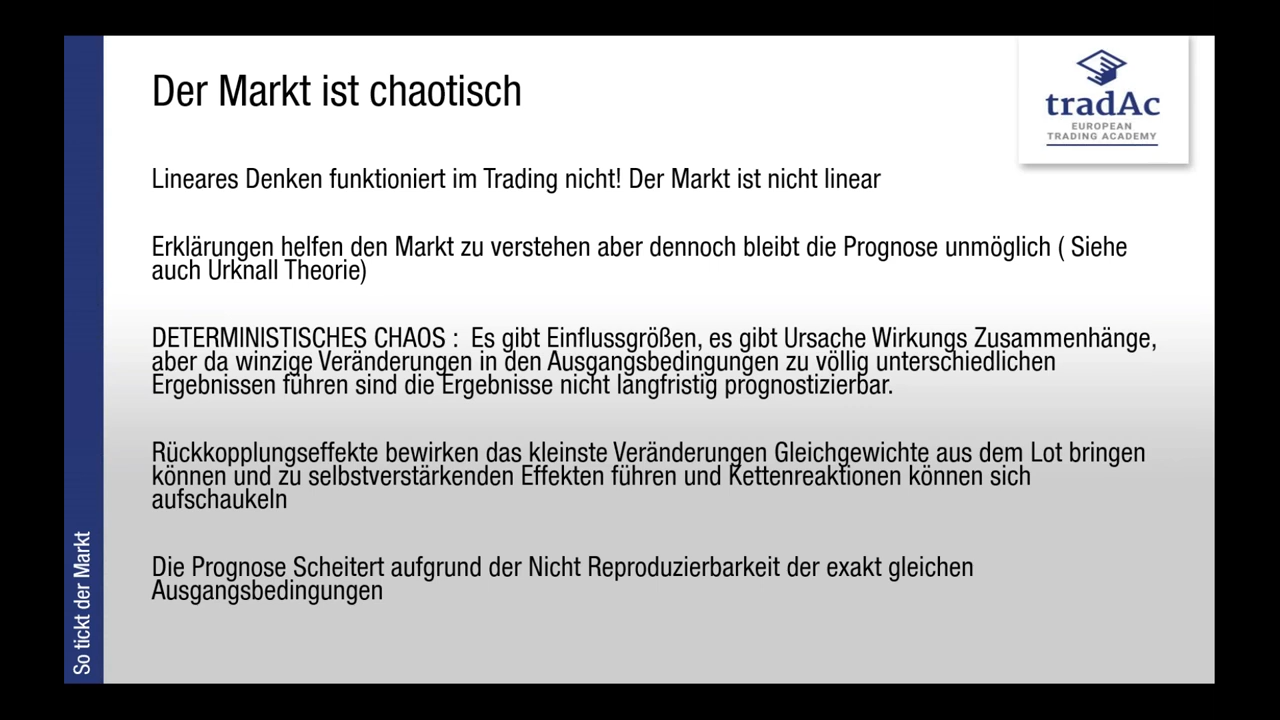 Der Markt ist chaotisch
tradAc
EUROPEAN
TRADING ACADEMY
Lineares Denken funktioniert im Trading nicht! Der Markt ist nicht linear
Erklärungen helfen den Markt zu verstehen aber dennoch bleibt die Prognose unmöglich ( Siehe
auch Urknall Theorie)
DETERMINISTISCHES CHAOS :  Es gibt Einflussgrößen, es gibt Ursache Wirkungs Zusammenhänge,
aber da winzige Veränderungen in den Ausgangsbedingungen zu völlig unterschiedlichen
Ergebnissen führen sind die Ergebnisse nicht langfristig prognostizierbar.
Rückkopplungseffekte bewirken das kleinste Veränderungen Gleichgewichte aus dem Lot bringen
können und zu selbstverstärkenden Effekten führen und Kettenreaktionen können sich
aufschaukeln
Die Prognose Scheitert aufgrund der Nicht Reproduzierbarkeit der exakt gleichen
Ausgangsbedingungen
So tickt der Markt